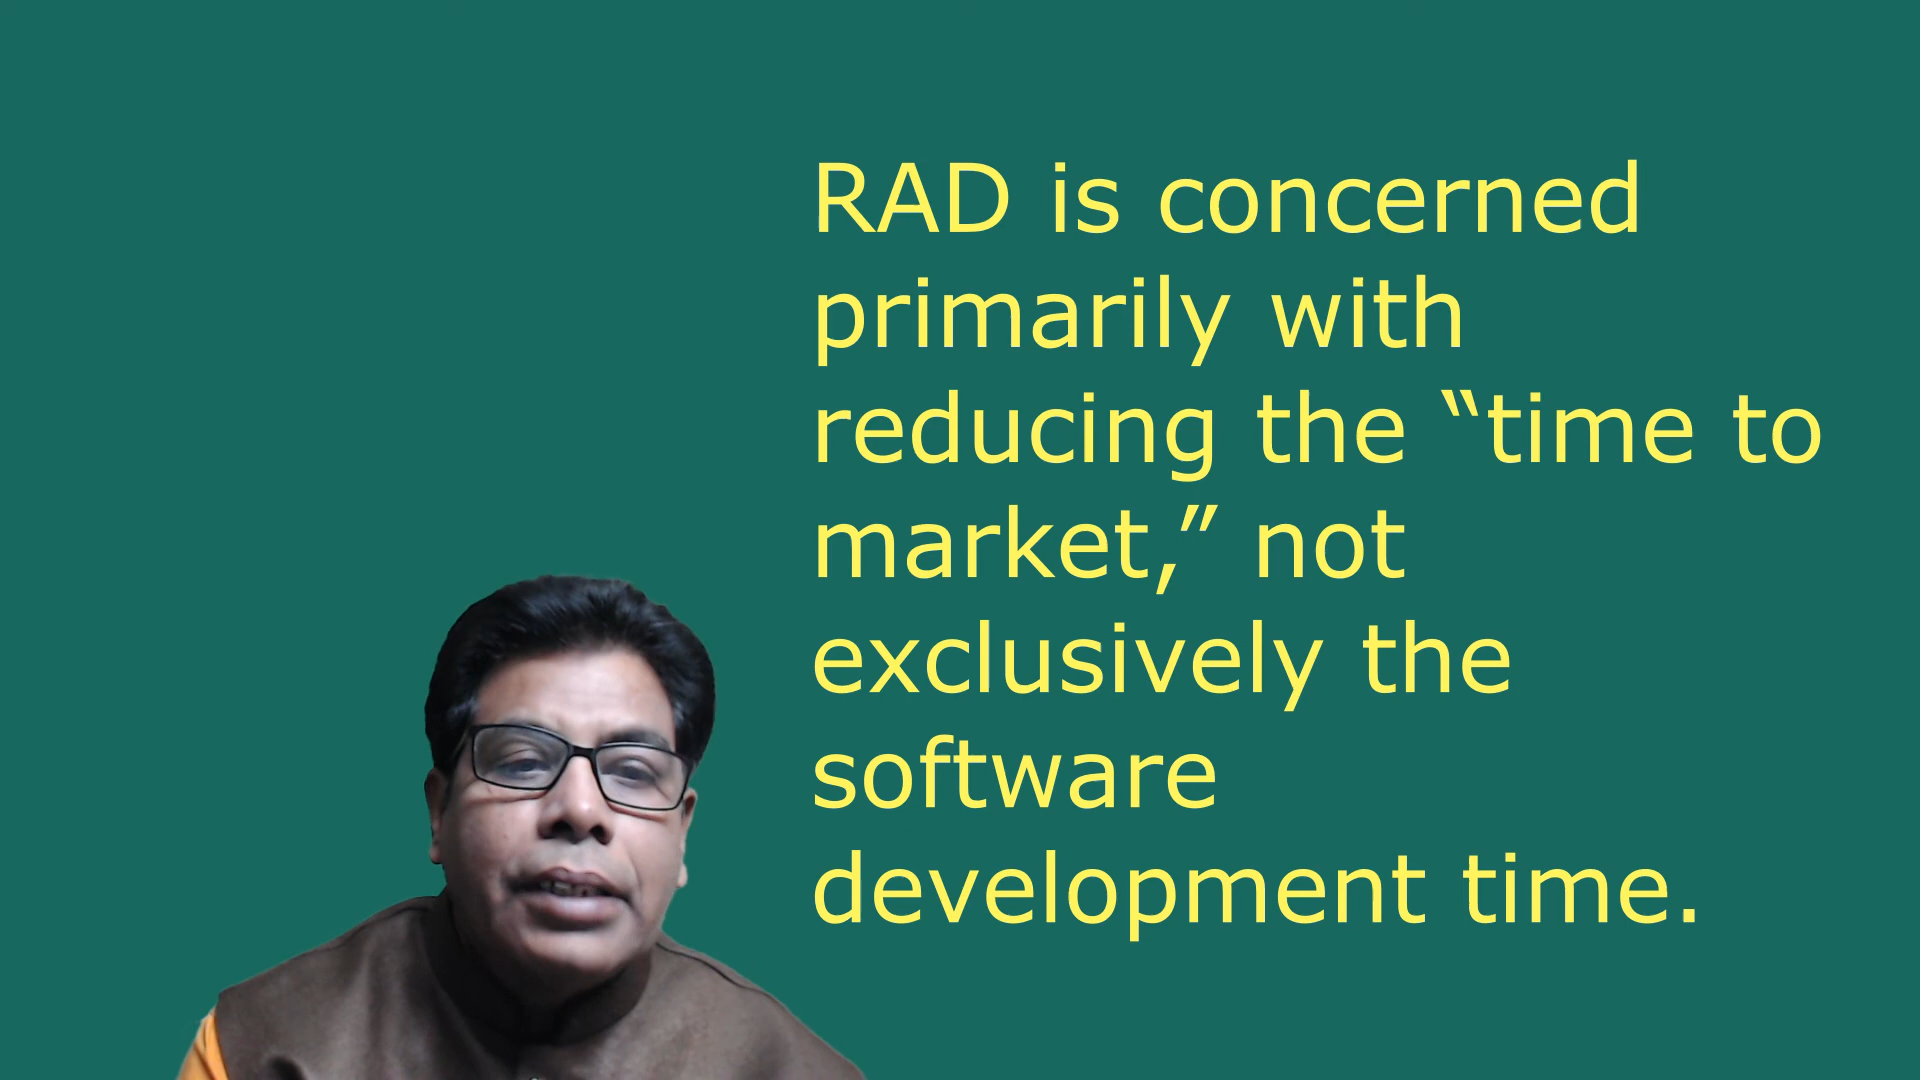 RAD is concerned
primarily with
reducing the “time to
market,” not
exclusively the
software
development time.